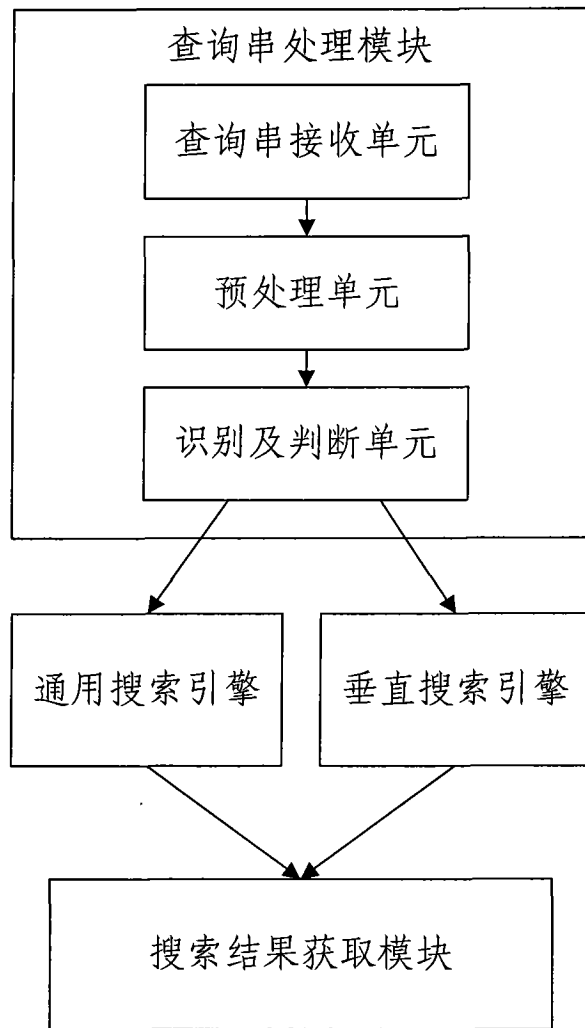 查询串处理模块
查询串接收单元
预处理单元
识别及判断单元
通用搜索引擎
垂直搜索引擎
搜索结果获取模块